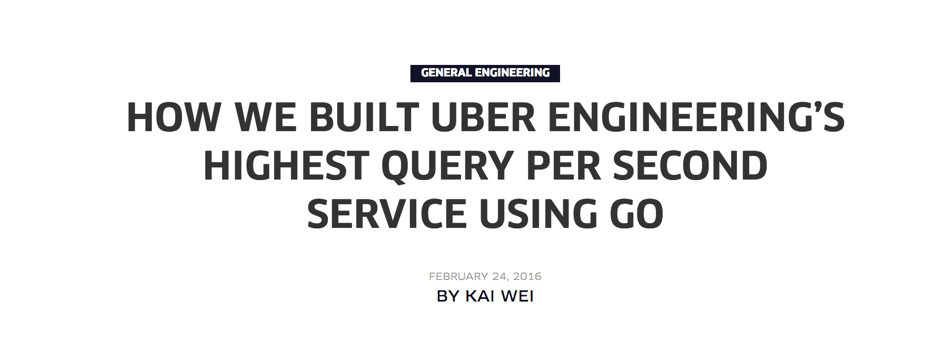 GENERAL ENGINEERING
HOW WE BUILT UBER ENGINEERING’S
HIGHEST QUERY PER SECOND
SERVICE USING GO
FEBRUARY 24, 2016
BY KAI WEI